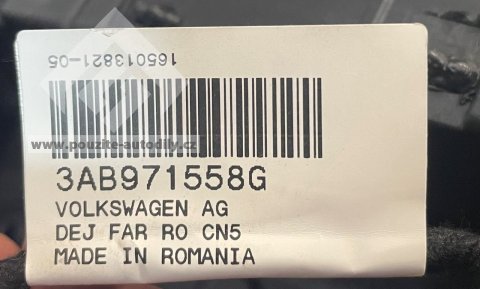 165013821-05
www.pouzite-autodily.cz
3AB971558G
VOLKSWAGEN AG
DEJ FAR RO CN5
MADE IN ROMANIA